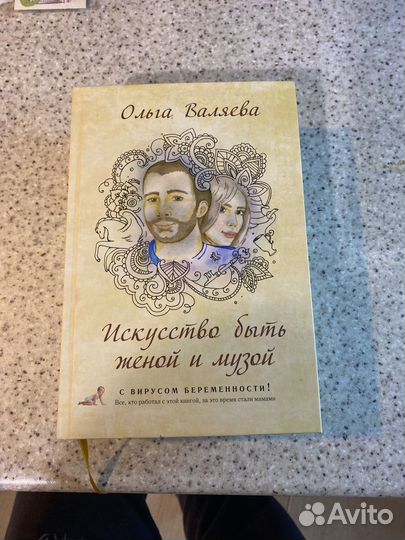 Ольга Валяева
Искусство быть
женой и музой
с вирусом беременности!
Все, кто работал с этой книгой, за это время стали мамами
Avito